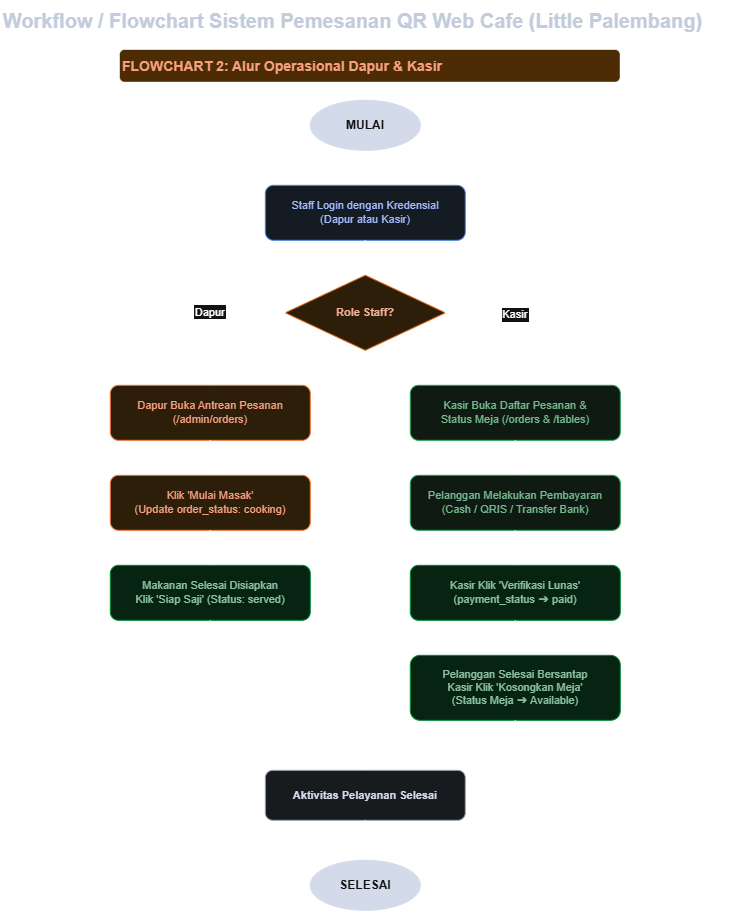 Workflow / Flowchart Sistem Pemesanan QR Web Cafe (Little Palembang)
FLOWCHART 2: Alur Operasional Dapur & Kasir
MULAI
Staff Login dengan Kredensial
(Dapur atau Kasir)
Role Staff?
Dapur
Kasir
Dapur Buka Antrean Pesanan
(/admin/orders)
Kasir Buka Daftar Pesanan &
Status Meja (/orders & /tables)
Klik 'Mulai Masak'
(Update order_status: cooking)
Pelanggan Melakukan Pembayaran
(Cash / QRIS / Transfer Bank)
Makanan Selesai Disiapkan
Klik 'Siap Saji' (Status: served)
Kasir Klik 'Verifikasi Lunas'
(payment_status ➔ paid)
Pelanggan Selesai Bersantap
Kasir Klik 'Kosongkan Meja'
(Status Meja ➔ Available)
Aktivitas Pelayanan Selesai
SELESAI